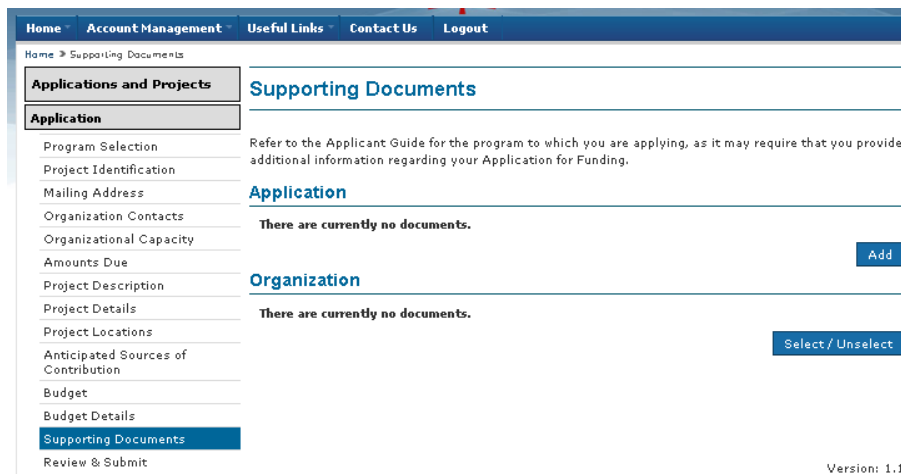 Home Account Management Useful Links Contact Us Logout
Home » Supporting Documents
Applications and Projects
Application
Program Selection
Project Identification
Mailing Address
Organization Contacts
Organizational Capacity
Amounts Due
Project Description
Project Details
Project Locations
Anticipated Sources of
Contribution
Budget
Budget Details
Supporting Documents
Review & Submit
Supporting Documents
Refer to the Applicant Guide for the program to which you are applying, as it may require that you provide
additional information regarding your Application for Funding.
Application
There are currently no documents.
Add
Organization
There are currently no documents.
Select / Unselect
Version: 1.1